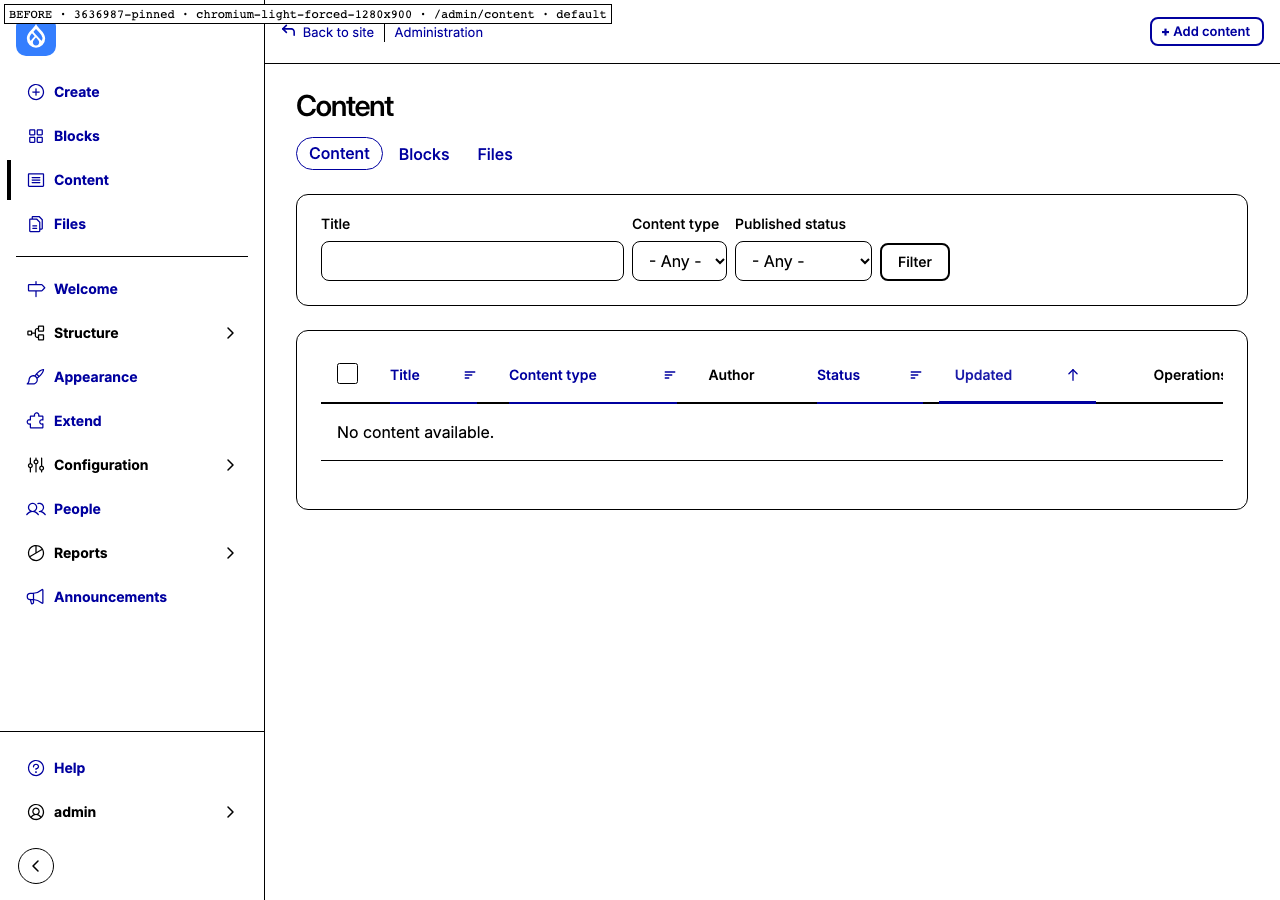 BEFORE · 3636987-pinned · chromium-light-forced-1280x900 · /admin/content · default
Back to site
Administration
+ Add content
Create
Blocks
Content
Files
Welcome
Structure
Appearance
Extend
Configuration
People
Reports
Announcements
Help
admin
Content
Content Blocks Files
Title Content type Published status
- Any - - Any - Filter
Title Content type Author Status Updated Operations
No content available.